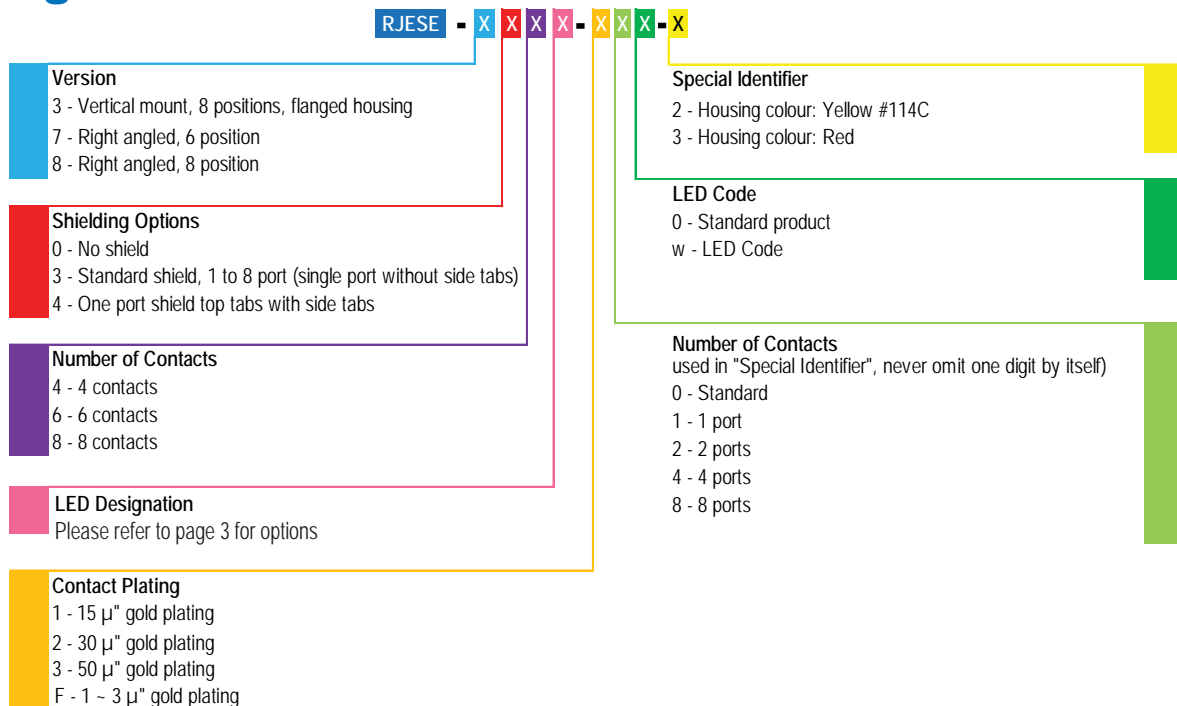 RJESE - X X X X - X X X - X
Version
3 - Vertical mount, 8 positions, flanged housing
7 - Right angled, 6 position
8 - Right angled, 8 position
Shielding Options
0 - No shield
3 - Standard shield, 1 to 8 port (single port without side tabs)
4 - One port shield top tabs with side tabs
Number of Contacts
4 - 4 contacts
6 - 6 contacts
8 - 8 contacts
LED Designation
Please refer to page 3 for options
Contact Plating
1 - 15 µ" gold plating
2 - 30 µ" gold plating
3 - 50 µ" gold plating
F - 1 ~ 3 µ" gold plating
Special Identifier
2 - Housing colour: Yellow #114C
3 - Housing colour: Red
LED Code
0 - Standard product
w - LED Code
Number of Contacts
used in "Special Identifier", never omit one digit by itself)
0 - Standard
1 - 1 port
2 - 2 ports
4 - 4 ports
8 - 8 ports